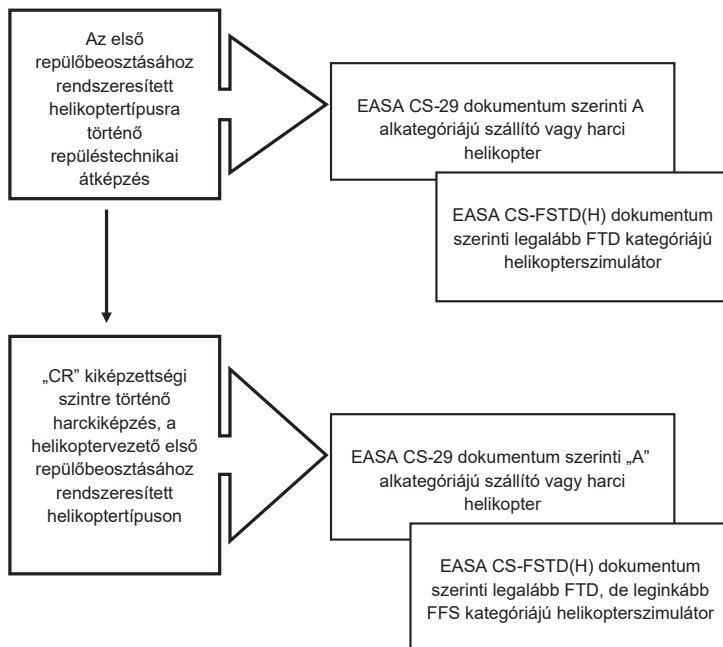 Az első
repülőbeosztásához
rendszeresített
helikoptertípusra
történő
repüléstechnikai
átképzés
EASA CS-29 dokumentum szerinti A
alkategóriájú szállító vagy harci
helikopter
EASA CS-FSTD(H) dokumentum
szerinti legalább FTD kategóriájú
helikopterszimulátor
„CR” kiképzettségi
szintre történő
harckiképzés, a
helikoptervezető első
repülőbeosztásához
rendszeresített
helikoptertípuson
EASA CS-29 dokumentum szerinti „A”
alkategóriájú szállító vagy harci
helikopter
EASA CS-FSTD(H) dokumentum
szerinti legalább FTD, de leginkább
FFS kategóriájú helikopterszimulátor